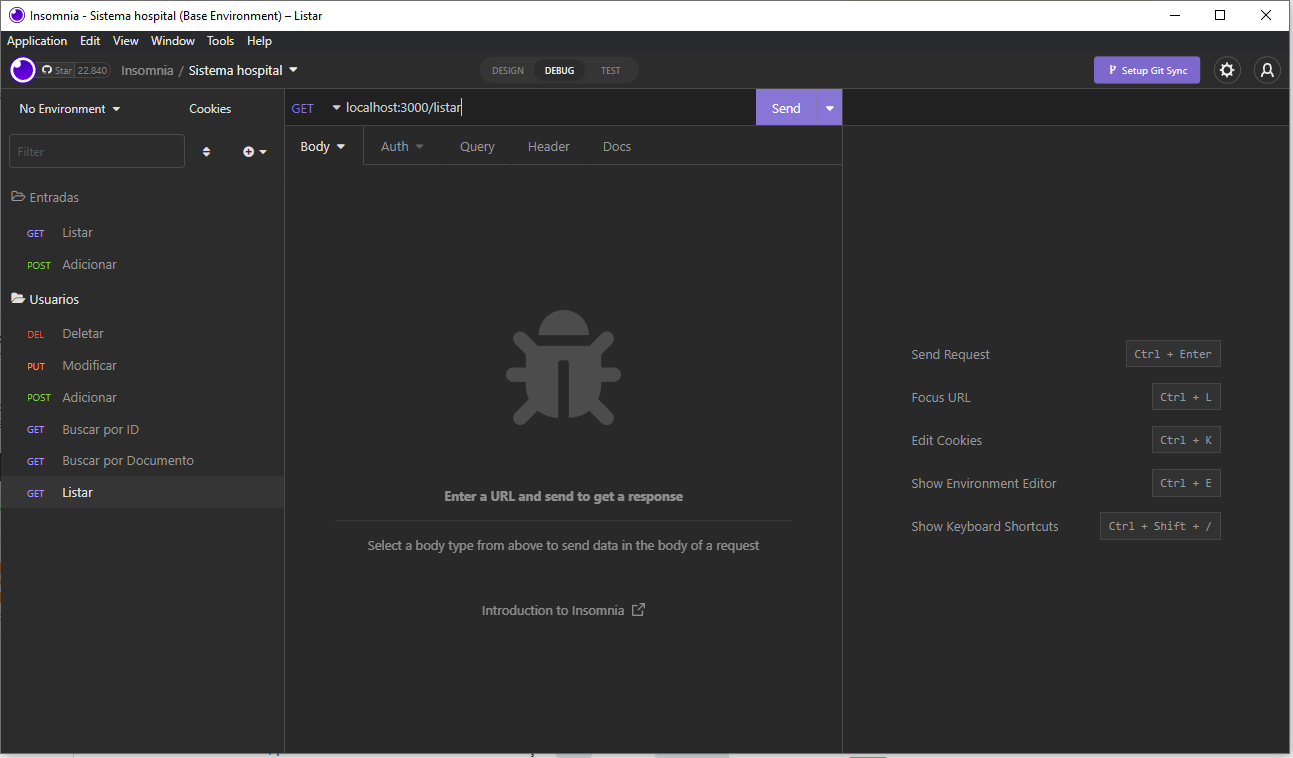 Insomnia - Sistema hospital (Base Environment) – Listar
Application Edit View Window Tools Help
Star 22.840 Insomnia / Sistema hospital DESIGN DEBUG TEST Setup Git Sync
No Environment Cookies GET localhost:3000/listar Send
Filter
Body Auth Query Header Docs
Entradas
GET Listar
POST Adicionar
Usuarios
DEL Deletar
PUT Modificar
POST Adicionar
GET Buscar por ID
GET Buscar por Documento
GET Listar
Enter a URL and send to get a response
Select a body type from above to send data in the body of a request
Introduction to Insomnia
Send Request Ctrl + Enter
Focus URL Ctrl + L
Edit Cookies Ctrl + K
Show Environment Editor Ctrl + E
Show Keyboard Shortcuts Ctrl + Shift + /